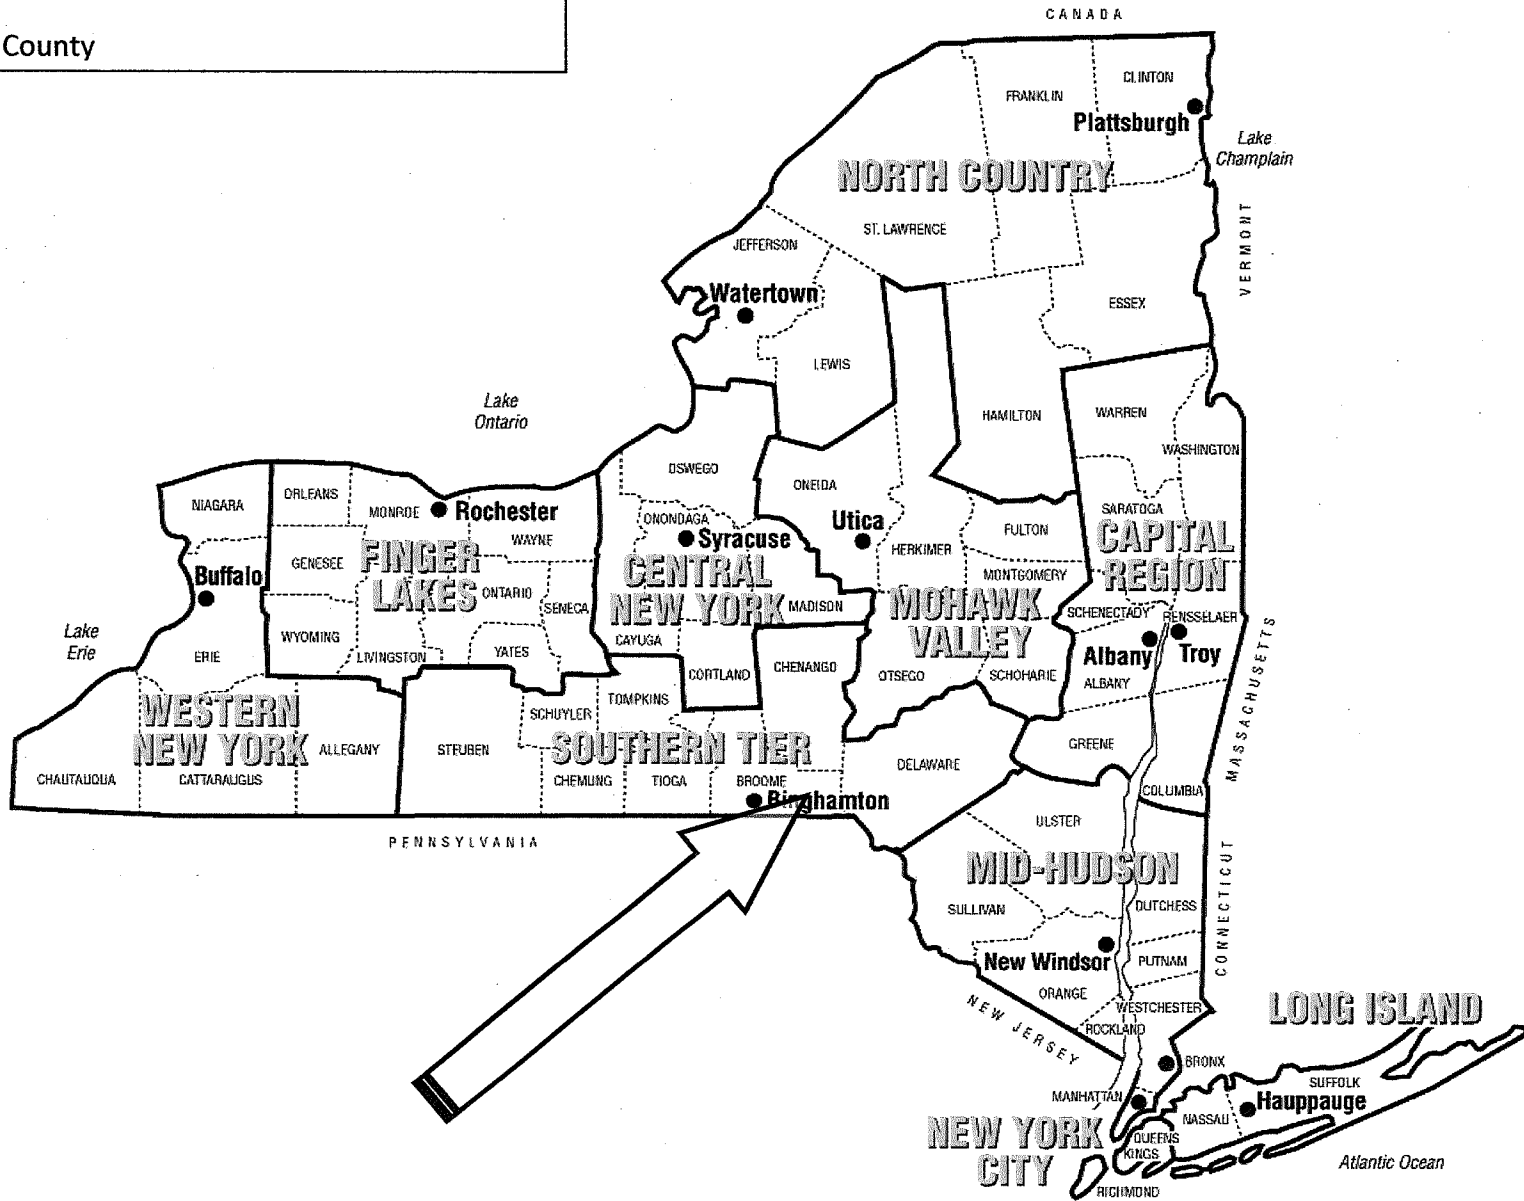 County
CANADA
CLINTON
FRANKLIN
Plattsburgh
Lake
Champlain
NORTH COUNTRY
VERMONT
ST. LAWRENCE
JEFFERSON
Watertown
ESSEX
LEWIS
Lake
Ontario
HAMILTON
WARREN
WASHINGTON
OSWEGO
ONEIDA
NIAGARA
ORLEANS
MONROE
Rochester
WAYNE
ONONDAGA
Syracuse
Utica
HERKIMER
FULTON
SARATOGA
CAPITAL
REGION
GENESEE
FINGER
LAKES
ONTARIO
SENECA
CENTRAL
NEW YORK
MADISON
MONTGOMERY
MOHAWK
VALLEY
SCHENECTADY
RENSSELAER
Buffalo
Lake
Erie
ERIE
WYOMING
LIVINGSTON
YATES
CAYUGA
CORTLAND
CHENANGO
OTSEGO
SCHOHARIE
Albany
Troy
ALBANY
MASSACHUSETTS
WESTERN
NEW YORK
ALLEGANY
STEUBEN
SCHUYLER
TOMPKINS
SOUTHERN TIER
CHAUTAUQUA
CATTARAUGUS
CHEMUNG
TIOGA
BROOME
Binghamton
DELAWARE
GREENE
COLUMBIA
PENNSYLVANIA
ULSTER
MID-HUDSON
SULLIVAN
DUTCHESS
CONNECTICUT
New Windsor
PUTNAM
ORANGE
WESTCHESTER
ROCKLAND
NEW JERSEY
LONG ISLAND
BRONX
MANHATTAN
SUFFOLK
Hauppauge
NASSAU
NEW YORK
CITY
QUEENS
KINGS
RICHMOND
Atlantic Ocean